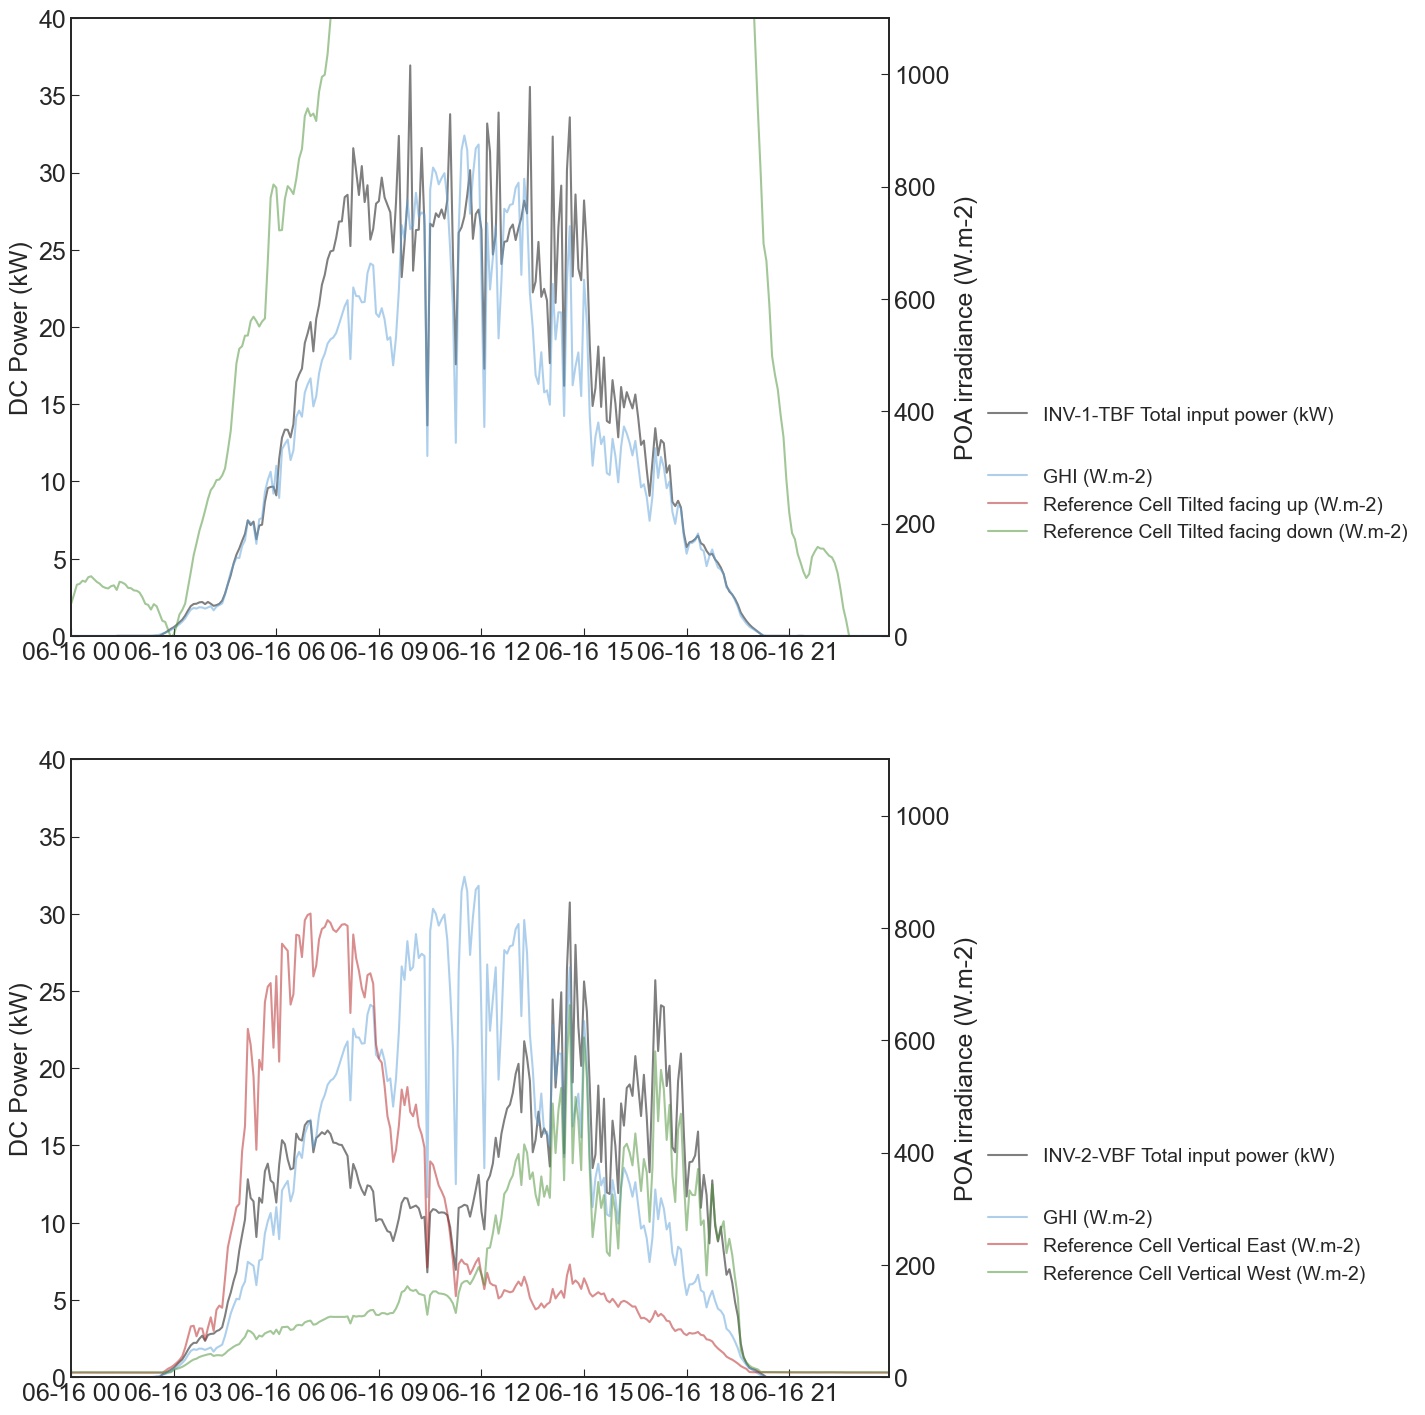 40
35
30
25
20
15
10
5
0
DC Power (kW)
1000
800
600
400
200
0
POA irradiance (W.m-2)
06-16 00 06-16 03 06-16 06 06-16 09 06-16 12 06-16 15 06-16 18 06-16 21
INV-1-TBF Total input power (kW)
GHI (W.m-2)
Reference Cell Tilted facing up (W.m-2)
Reference Cell Tilted facing down (W.m-2)
40
35
30
25
20
15
10
5
0
DC Power (kW)
1000
800
600
400
200
0
POA irradiance (W.m-2)
06-16 00 06-16 03 06-16 06 06-16 09 06-16 12 06-16 15 06-16 18 06-16 21
INV-2-VBF Total input power (kW)
GHI (W.m-2)
Reference Cell Vertical East (W.m-2)
Reference Cell Vertical West (W.m-2)